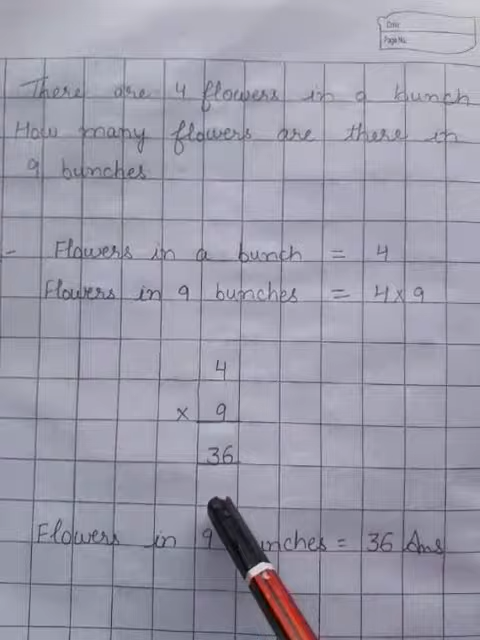 Date
Page No.
There are 4 flowers in a bunch
How many flowers are there in
9 bunches
- Flowers in a bunch = 4
Flowers in 9 bunches = 4 x 9
4
x 9
36
Flowers in 9 unches = 36 Ans